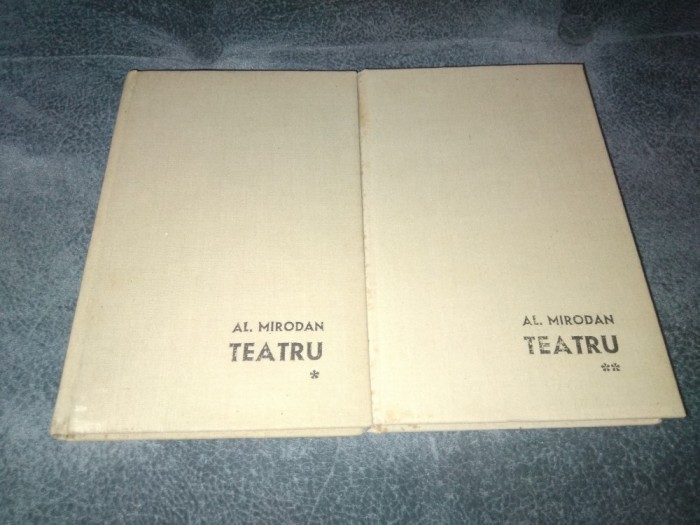 AL. MIRODAN
TEATRU
*
AL. MIRODAN
TEATRU
**